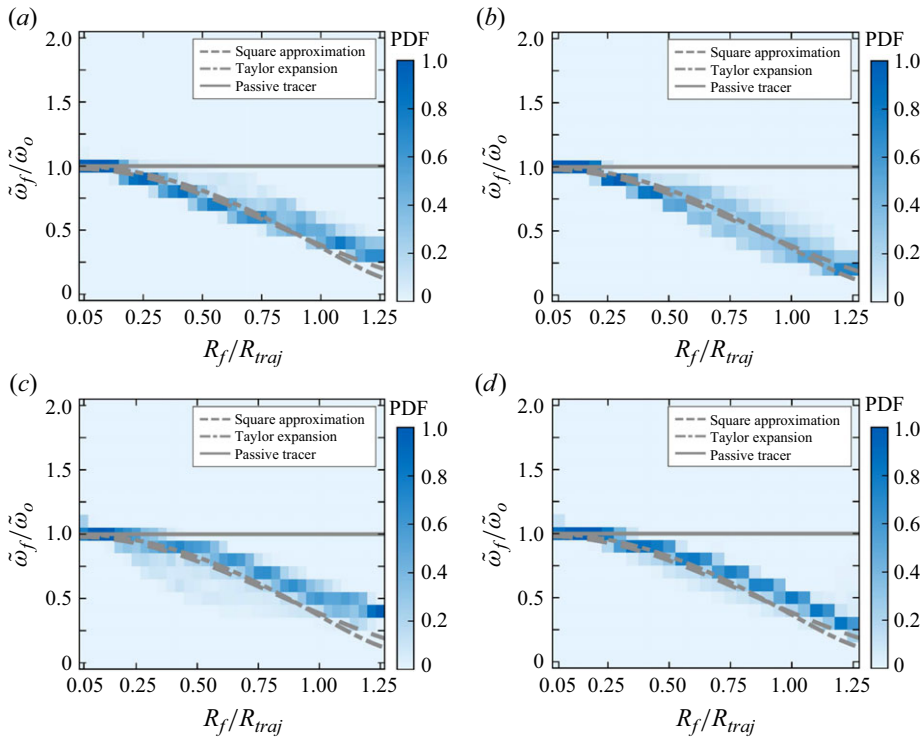 (a)
PDF
2.0
1.5
1.0
0.5
0
ω̃f/ω̃o
Square approximation
Taylor expansion
Passive tracer
1.0
0.8
0.6
0.4
0.2
0
0.05 0.25 0.50 0.75 1.00 1.25
Rf/Rtraj
(b)
PDF
2.0
1.5
1.0
0.5
0
Square approximation
Taylor expansion
Passive tracer
1.0
0.8
0.6
0.4
0.2
0
0.05 0.25 0.50 0.75 1.00 1.25
Rf/Rtraj
(c)
PDF
2.0
1.5
1.0
0.5
0
ω̃f/ω̃o
Square approximation
Taylor expansion
Passive tracer
1.0
0.8
0.6
0.4
0.2
0
0.05 0.25 0.50 0.75 1.00 1.25
Rf/Rtraj
(d)
PDF
2.0
1.5
1.0
0.5
0
ω̃f/ω̃o
Square approximation
Taylor expansion
Passive tracer
1.0
0.8
0.6
0.4
0.2
0
0.05 0.25 0.50 0.75 1.00 1.25
Rf/Rtraj